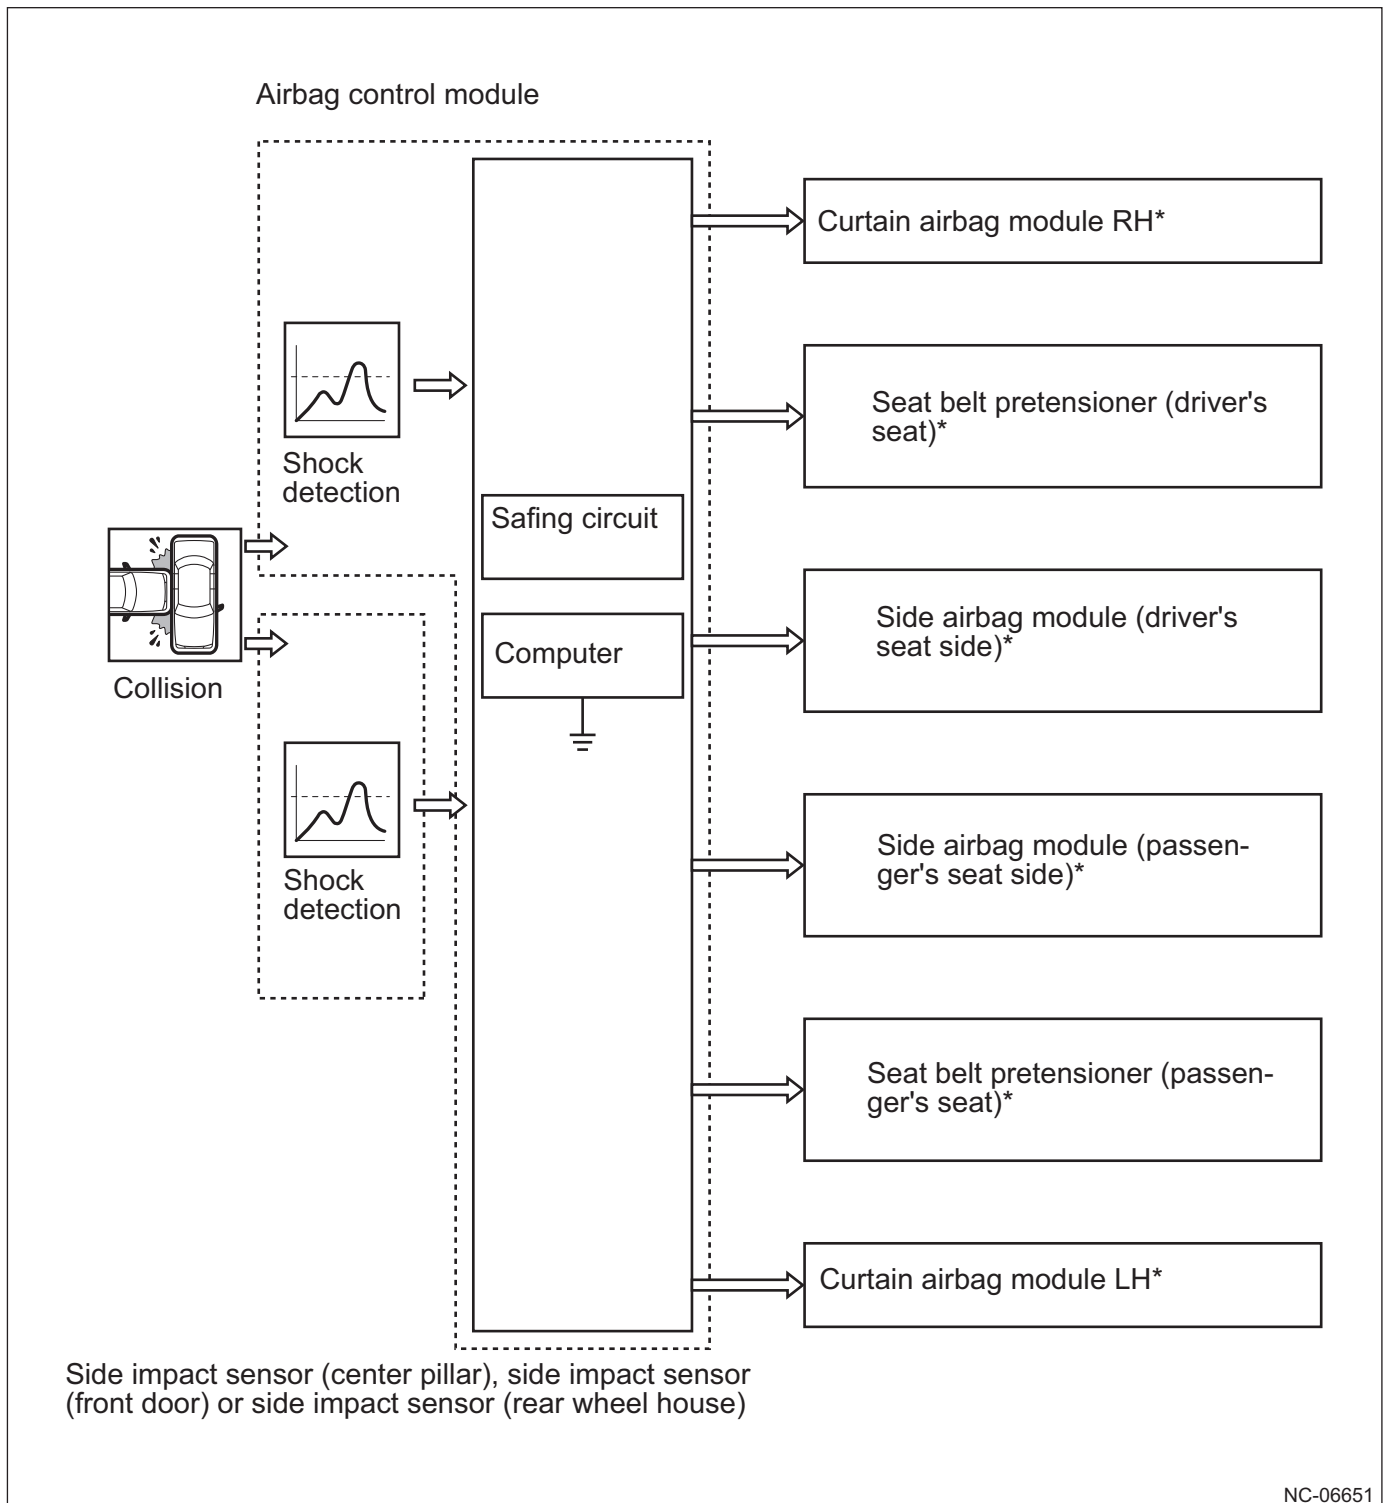 Airbag control module
Curtain airbag module RH*
Seat belt pretensioner (driver's
seat)*
Shock
detection
Safing circuit
Side airbag module (driver's
seat side)*
Computer
Collision
Side airbag module (passen-
ger's seat side)*
Shock
detection
Seat belt pretensioner (passen-
ger's seat)*
Curtain airbag module LH*
Side impact sensor (center pillar), side impact sensor
(front door) or side impact sensor (rear wheel house)
NC-06651